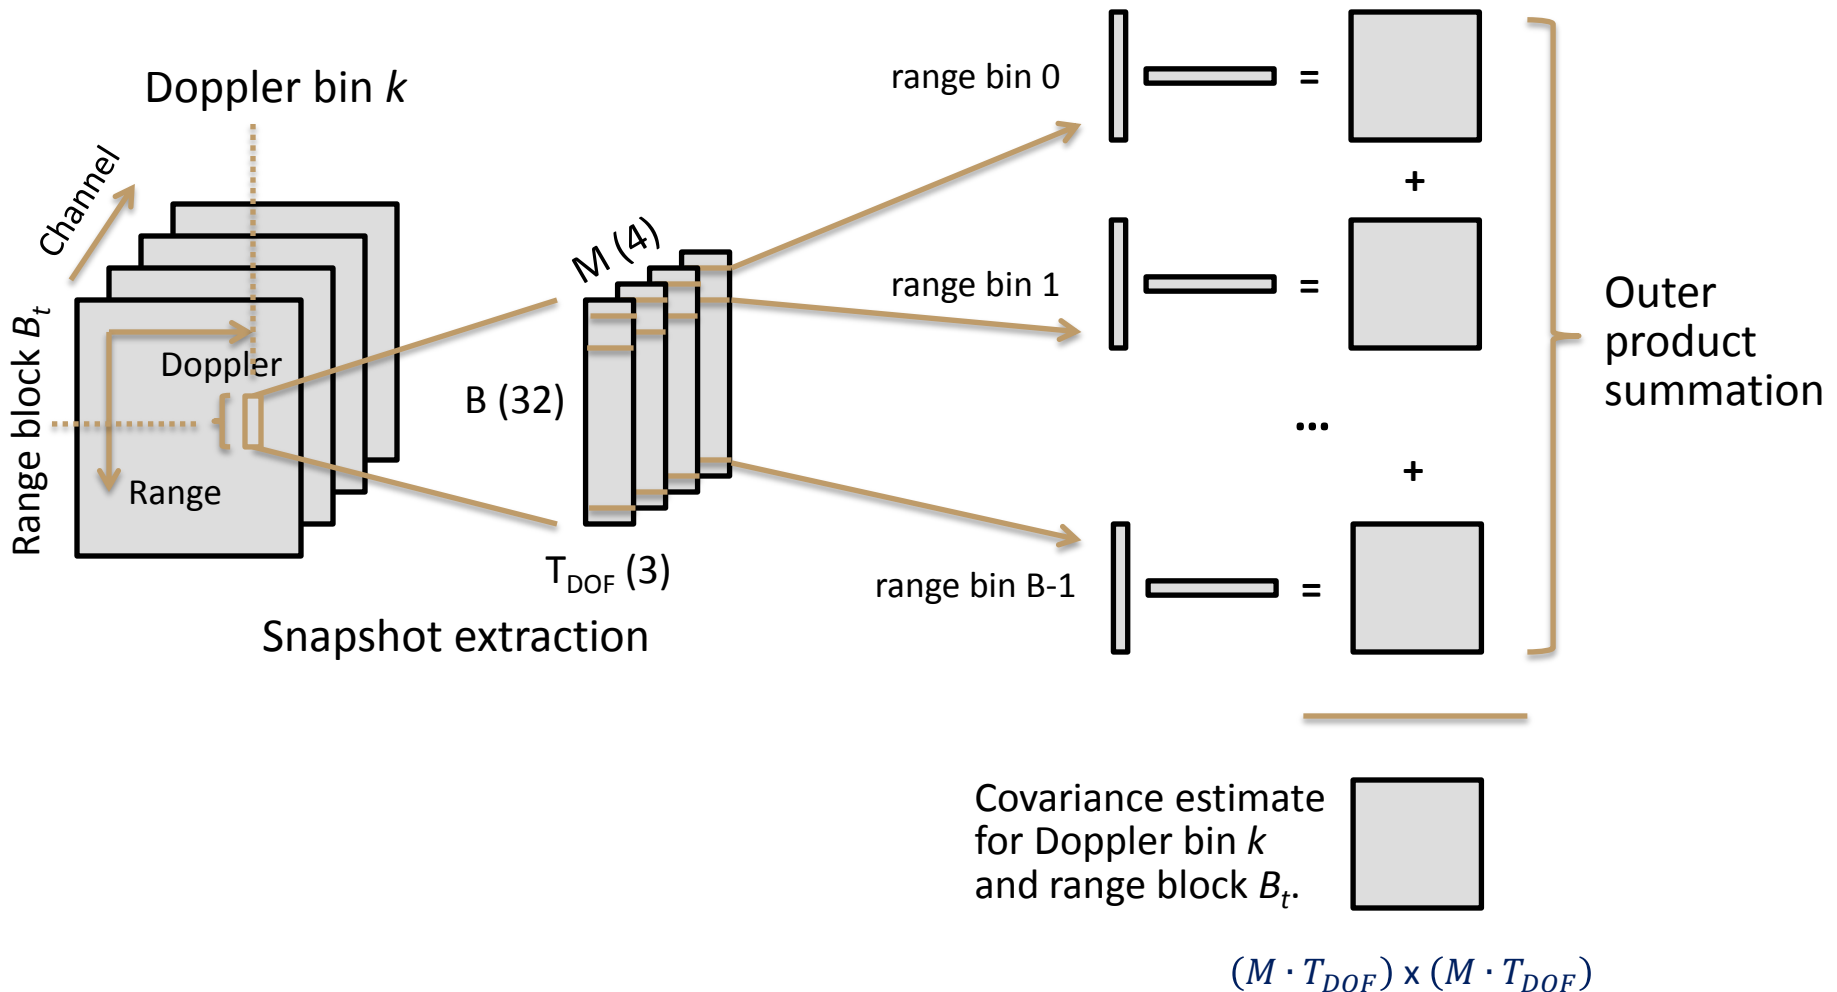 Doppler bin k
Channel
Range block Bt
Doppler
Range
M (4)
B (32)
TDOF (3)
Snapshot extraction
range bin 0
=
+
range bin 1
=
...
+
range bin B-1
=
Outer
product
summation
Covariance estimate
for Doppler bin k
and range block Bt.
(M · TDOF) x (M · TDOF)